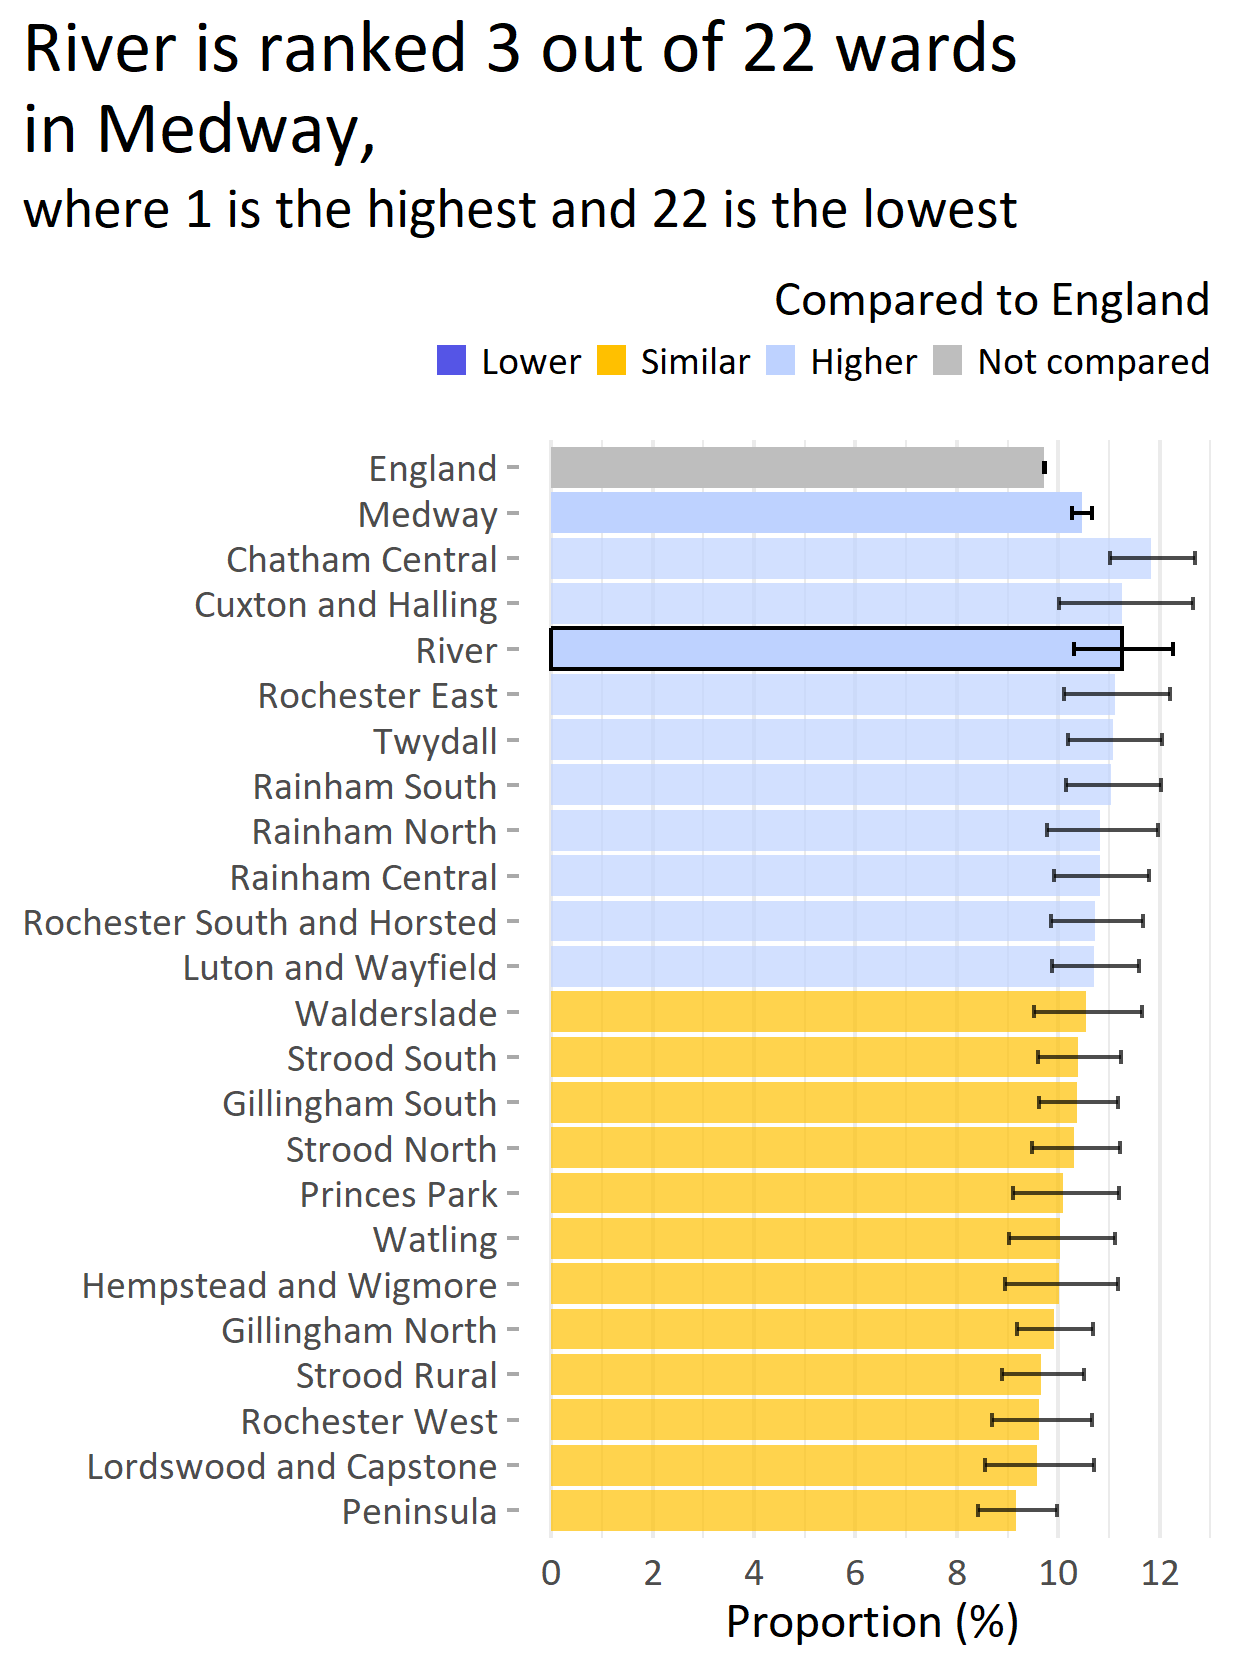 River is ranked 3 out of 22 wards
in Medway,
where 1 is the highest and 22 is the lowest
Compared to England
Lower Similar Higher Not compared
England
Medway
Chatham Central
Cuxton and Halling
River
Rochester East
Twydall
Rainham South
Rainham North
Rainham Central
Rochester South and Horsted
Luton and Wayfield
Walderslade
Strood South
Gillingham South
Strood North
Princes Park
Watling
Hempstead and Wigmore
Gillingham North
Strood Rural
Rochester West
Lordswood and Capstone
Peninsula
0 2 4 6 8 10 12
Proportion (%)